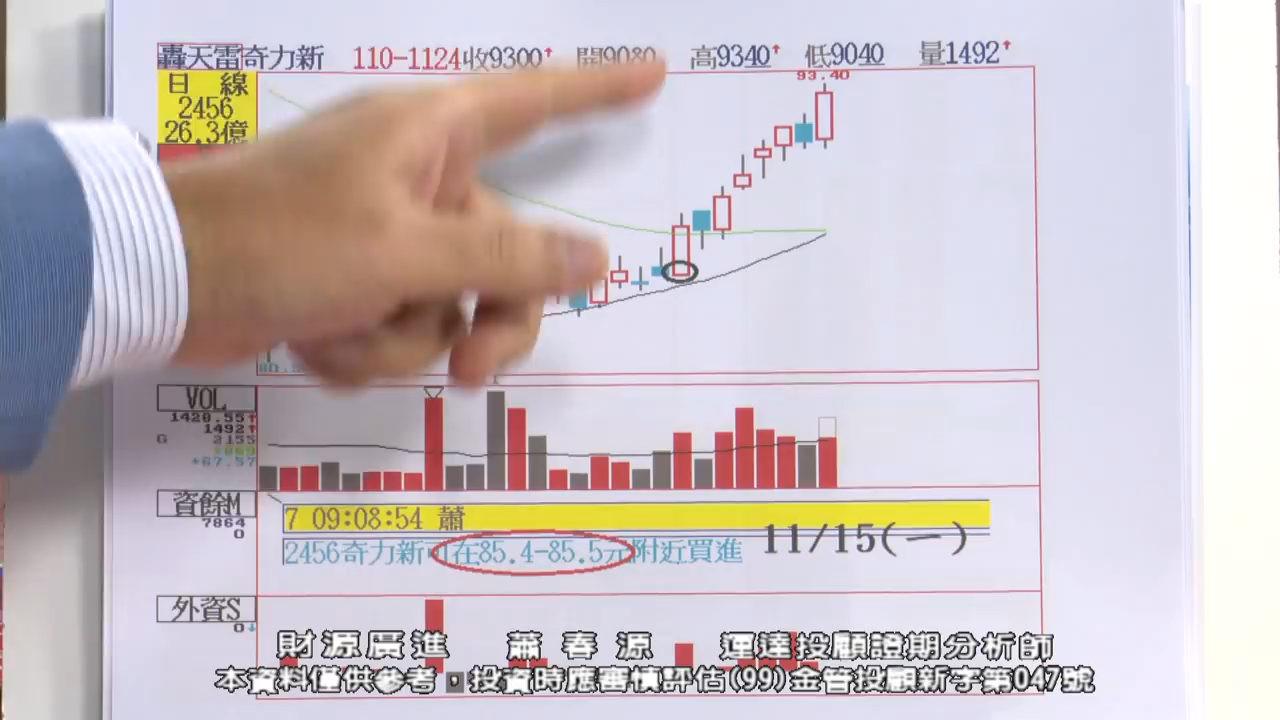 轟天雷奇力新 110-1124收9300↑ 開9080 高9340↑ 低9040 量1492↑
93.40
日 線
2456
26.3億
VOL
1420.55↑
1492↑
G 2155
+67.57
資餘M
7864
0
7 09:08:54 蕭
2456奇力新可在85.4-85.5元附近買進 11/15(一)
外資S
0↓
財源廣進 蕭春源 運達投顧證期分析師
本資料僅供參考，投資時應審慎評估(99)金管投顧新字第047號